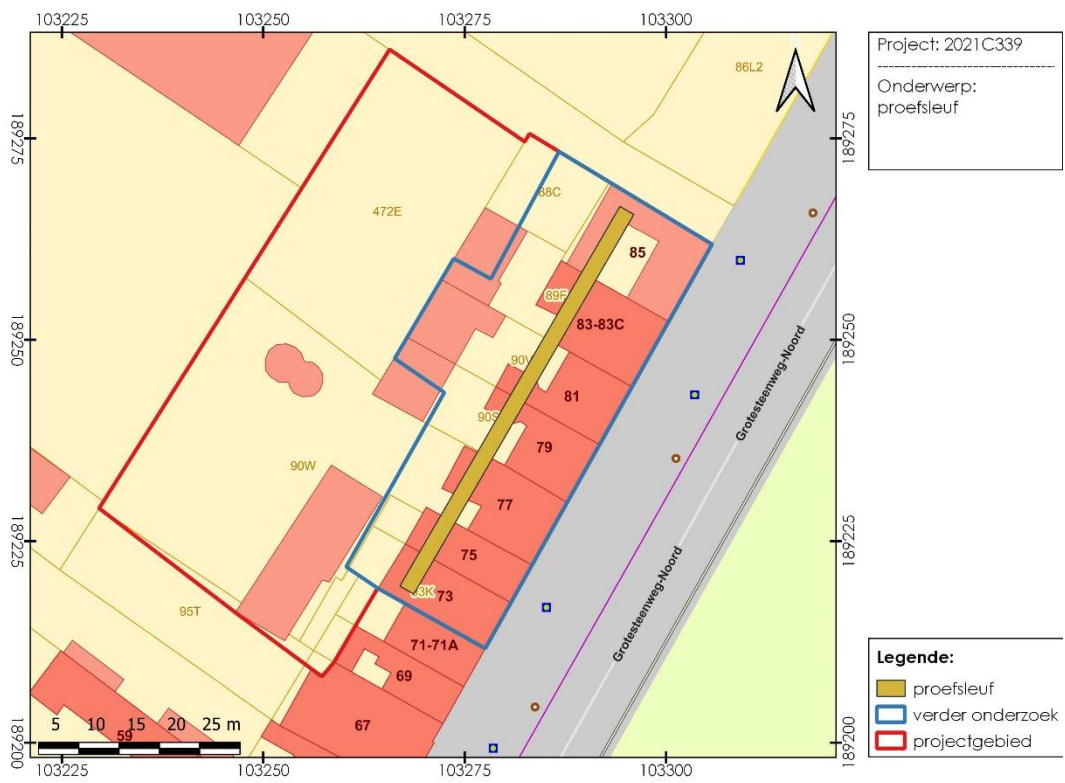 103225
103250
103275
103300
189275
189250
189225
189200
189275
189250
189225
189200
103225
103250
103275
103300
86L2
88C
472E
85
89F
83-83C
90V
81
90S
79
90W
77
75
73
95T
71-71A
69
67
59
Grotesteenweg-Noord
Grotesteenweg-Noord
5 10 15 20 25 m
Project: 2021C339
Onderwerp:
proefsleuf
Legende:
proefsleuf
verder onderzoek
projectgebied